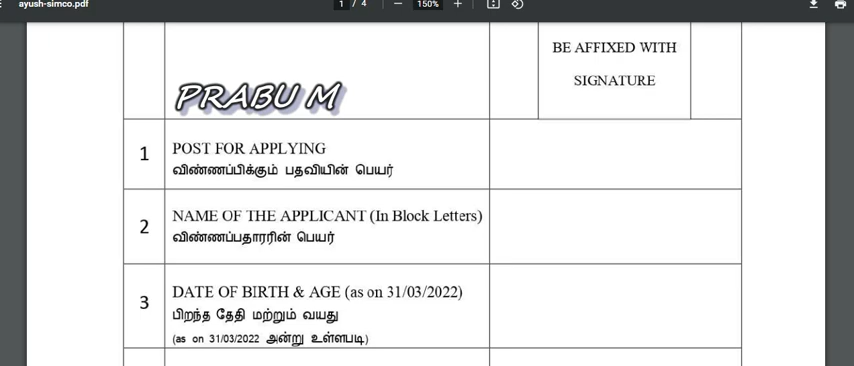 ayush-simco.pdf
1 / 4
150%
BE AFFIXED WITH
SIGNATURE
PRABU M
1
POST FOR APPLYING
விண்ணப்பிக்கும் பதவியின் பெயர்
2
NAME OF THE APPLICANT (In Block Letters)
விண்ணப்பதாரரின் பெயர்
3
DATE OF BIRTH & AGE (as on 31/03/2022)
பிறந்த தேதி மற்றும் வயது
(as on 31/03/2022 அன்று உள்ளபடி)